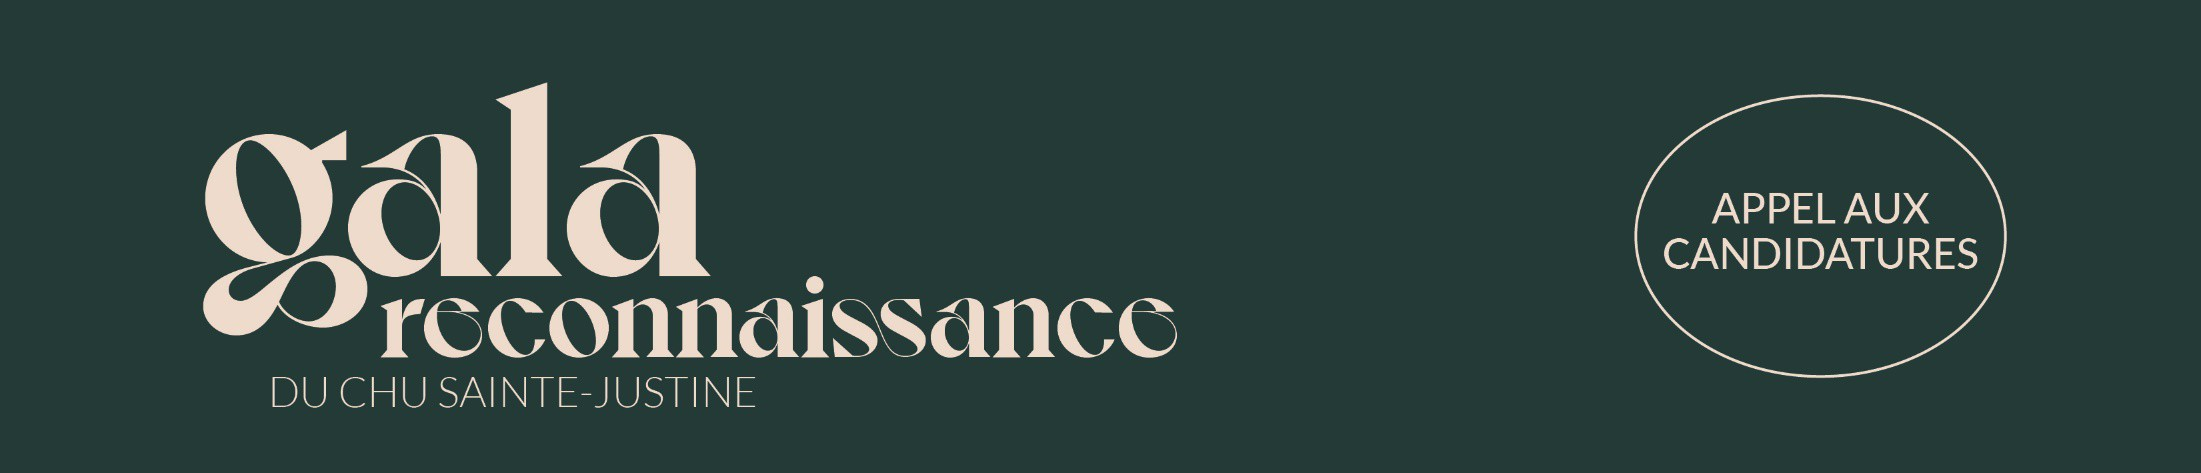 gala
reconnaissance
DU CHU SAINTE-JUSTINE
APPEL AUX
CANDIDATURES